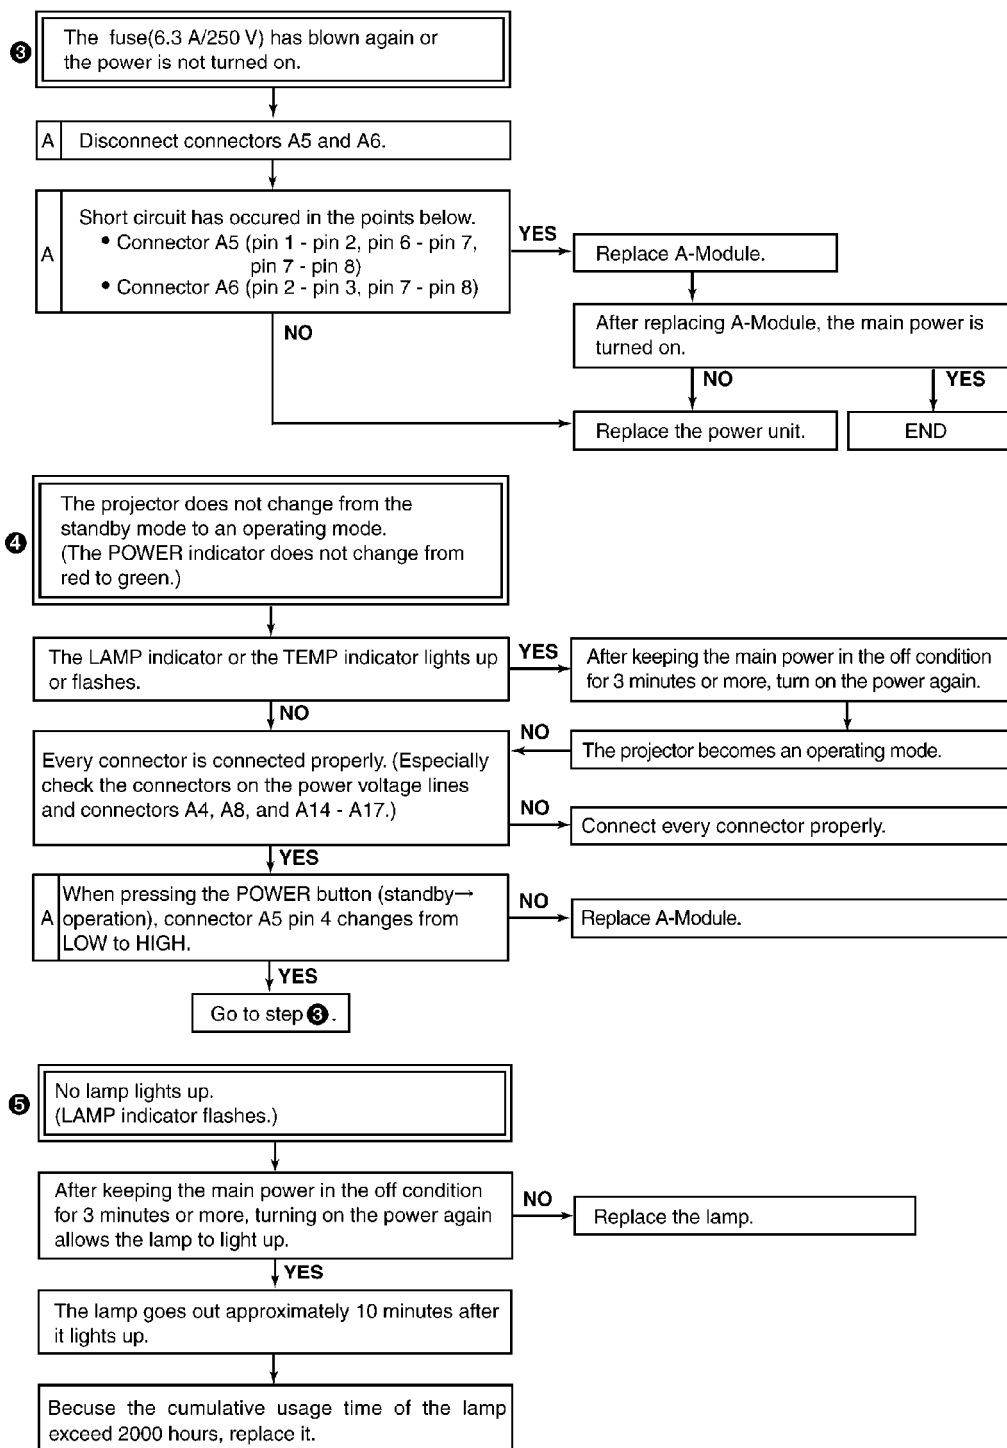 ❸
The fuse(6.3 A/250 V) has blown again or
the power is not turned on.
A
Disconnect connectors A5 and A6.
A
Short circuit has occured in the points below.
• Connector A5 (pin 1 - pin 2, pin 6 - pin 7,
pin 7 - pin 8)
• Connector A6 (pin 2 - pin 3, pin 7 - pin 8)
YES
Replace A-Module.
After replacing A-Module, the main power is
turned on.
NO
NO
YES
Replace the power unit.
END
❹
The projector does not change from the
standby mode to an operating mode.
(The POWER indicator does not change from
red to green.)
The LAMP indicator or the TEMP indicator lights up
or flashes.
YES
After keeping the main power in the off condition
for 3 minutes or more, turn on the power again.
NO
NO
The projector becomes an operating mode.
Every connector is connected properly. (Especially
check the connectors on the power voltage lines
and connectors A4, A8, and A14 - A17.)
NO
Connect every connector properly.
YES
A
When pressing the POWER button (standby→
operation), connector A5 pin 4 changes from
LOW to HIGH.
NO
Replace A-Module.
YES
Go to step ❸.
❺
No lamp lights up.
(LAMP indicator flashes.)
After keeping the main power in the off condition
for 3 minutes or more, turning on the power again
allows the lamp to light up.
NO
Replace the lamp.
YES
The lamp goes out approximately 10 minutes after
it lights up.
Becuse the cumulative usage time of the lamp
exceed 2000 hours, replace it.